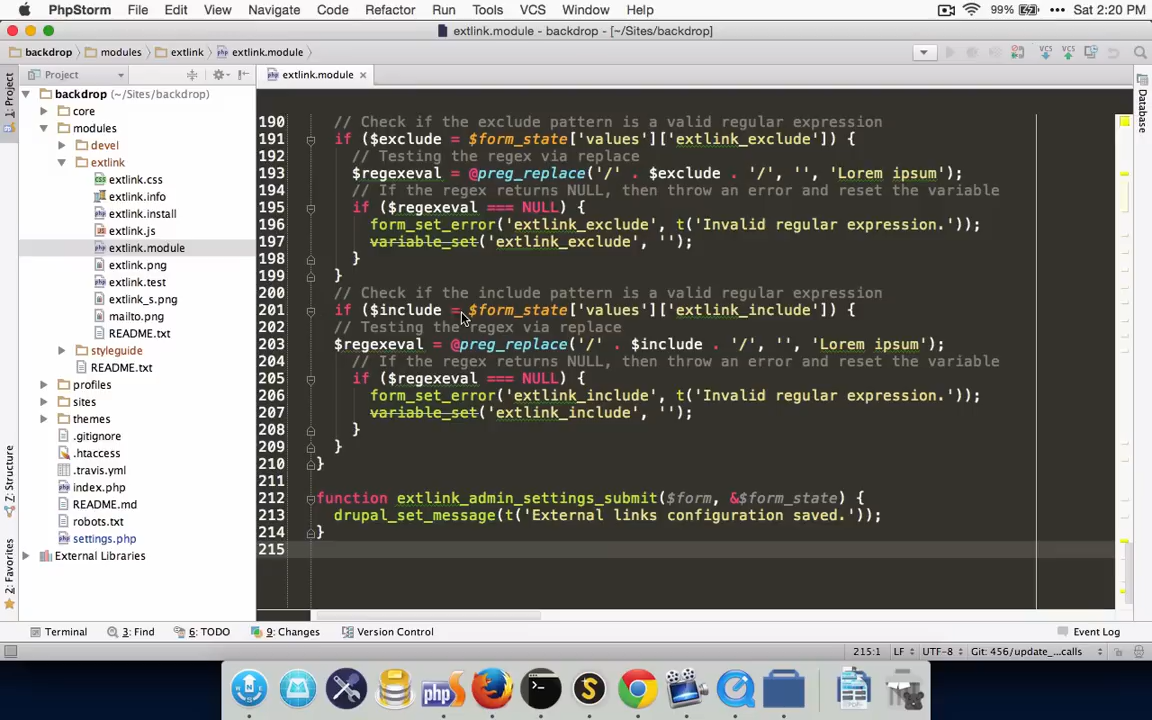 PhpStorm File Edit View Navigate Code Refactor Run Tools VCS Window Help 99% Sat 2:20 PM
extlink.module - backdrop - [~/Sites/backdrop]
backdrop modules extlink extlink.module
Project
extlink.module
1: Project
7: Structure
2: Favorites
Database
backdrop (~/Sites/backdrop)
core
modules
devel
extlink
extlink.css
extlink.info
extlink.install
extlink.js
extlink.module
extlink.png
extlink.test
extlink_s.png
mailto.png
README.txt
styleguide
README.txt
profiles
sites
themes
.gitignore
.htaccess
.travis.yml
index.php
README.md
robots.txt
settings.php
External Libraries
190 // Check if the exclude pattern is a valid regular expression
191 if ($exclude = $form_state['values']['extlink_exclude']) {
192 // Testing the regex via replace
193 $regexeval = @preg_replace('/' . $exclude . '/', '', 'Lorem ipsum');
194 // If the regex returns NULL, then throw an error and reset the variable
195 if ($regexeval === NULL) {
196 form_set_error('extlink_exclude', t('Invalid regular expression.'));
197 variable_set('extlink_exclude', '');
198 }
199 }
200 // Check if the include pattern is a valid regular expression
201 if ($include = $form_state['values']['extlink_include']) {
202 // Testing the regex via replace
203 $regexeval = @preg_replace('/' . $include . '/', '', 'Lorem ipsum');
204 // If the regex returns NULL, then throw an error and reset the variable
205 if ($regexeval === NULL) {
206 form_set_error('extlink_include', t('Invalid regular expression.'));
207 variable_set('extlink_include', '');
208 }
209 }
210 }
211
212 function extlink_admin_settings_submit($form, &$form_state) {
213 drupal_set_message(t('External links configuration saved.'));
214 }
215
Terminal 3: Find 6: TODO 9: Changes Version Control Event Log
215:1 LF UTF-8 Git: 456/update_...calls
php